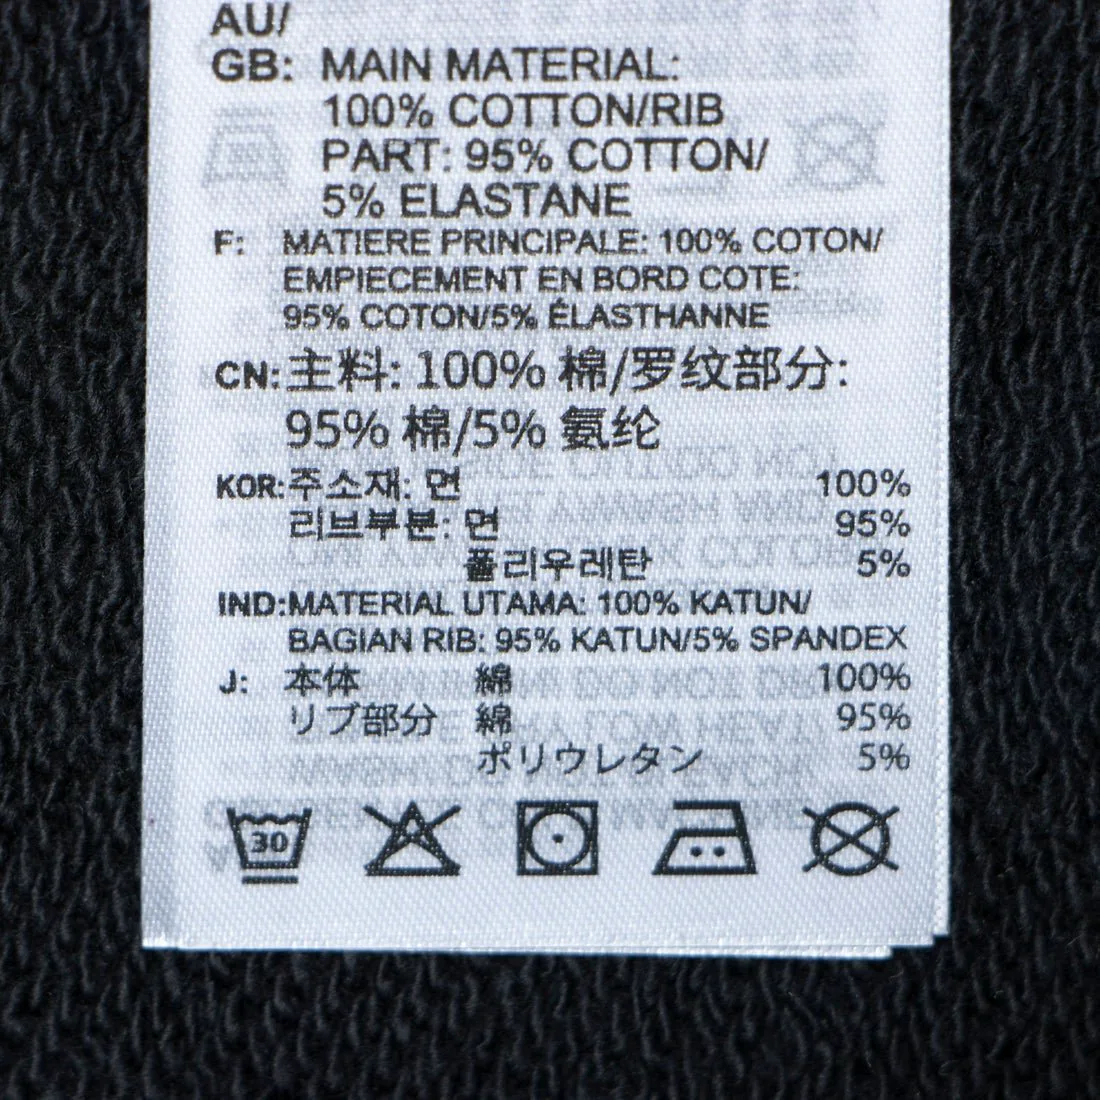 AU/
GB: MAIN MATERIAL:
100% COTTON/RIB
PART: 95% COTTON/
5% ELASTANE
F: MATIERE PRINCIPALE: 100% COTON/
EMPIECEMENT EN BORD COTE:
95% COTON/5% ÉLASTHANNE
CN: 主料: 100% 棉/罗纹部分:
95% 棉/5% 氨纶
KOR: 주소재: 면 100%
리브부분: 면 95%
폴리우레탄 5%
IND: MATERIAL UTAMA: 100% KATUN/
BAGIAN RIB: 95% KATUN/5% SPANDEX
J: 本体 綿 100%
リブ部分 綿 95%
ポリウレタン 5%
30